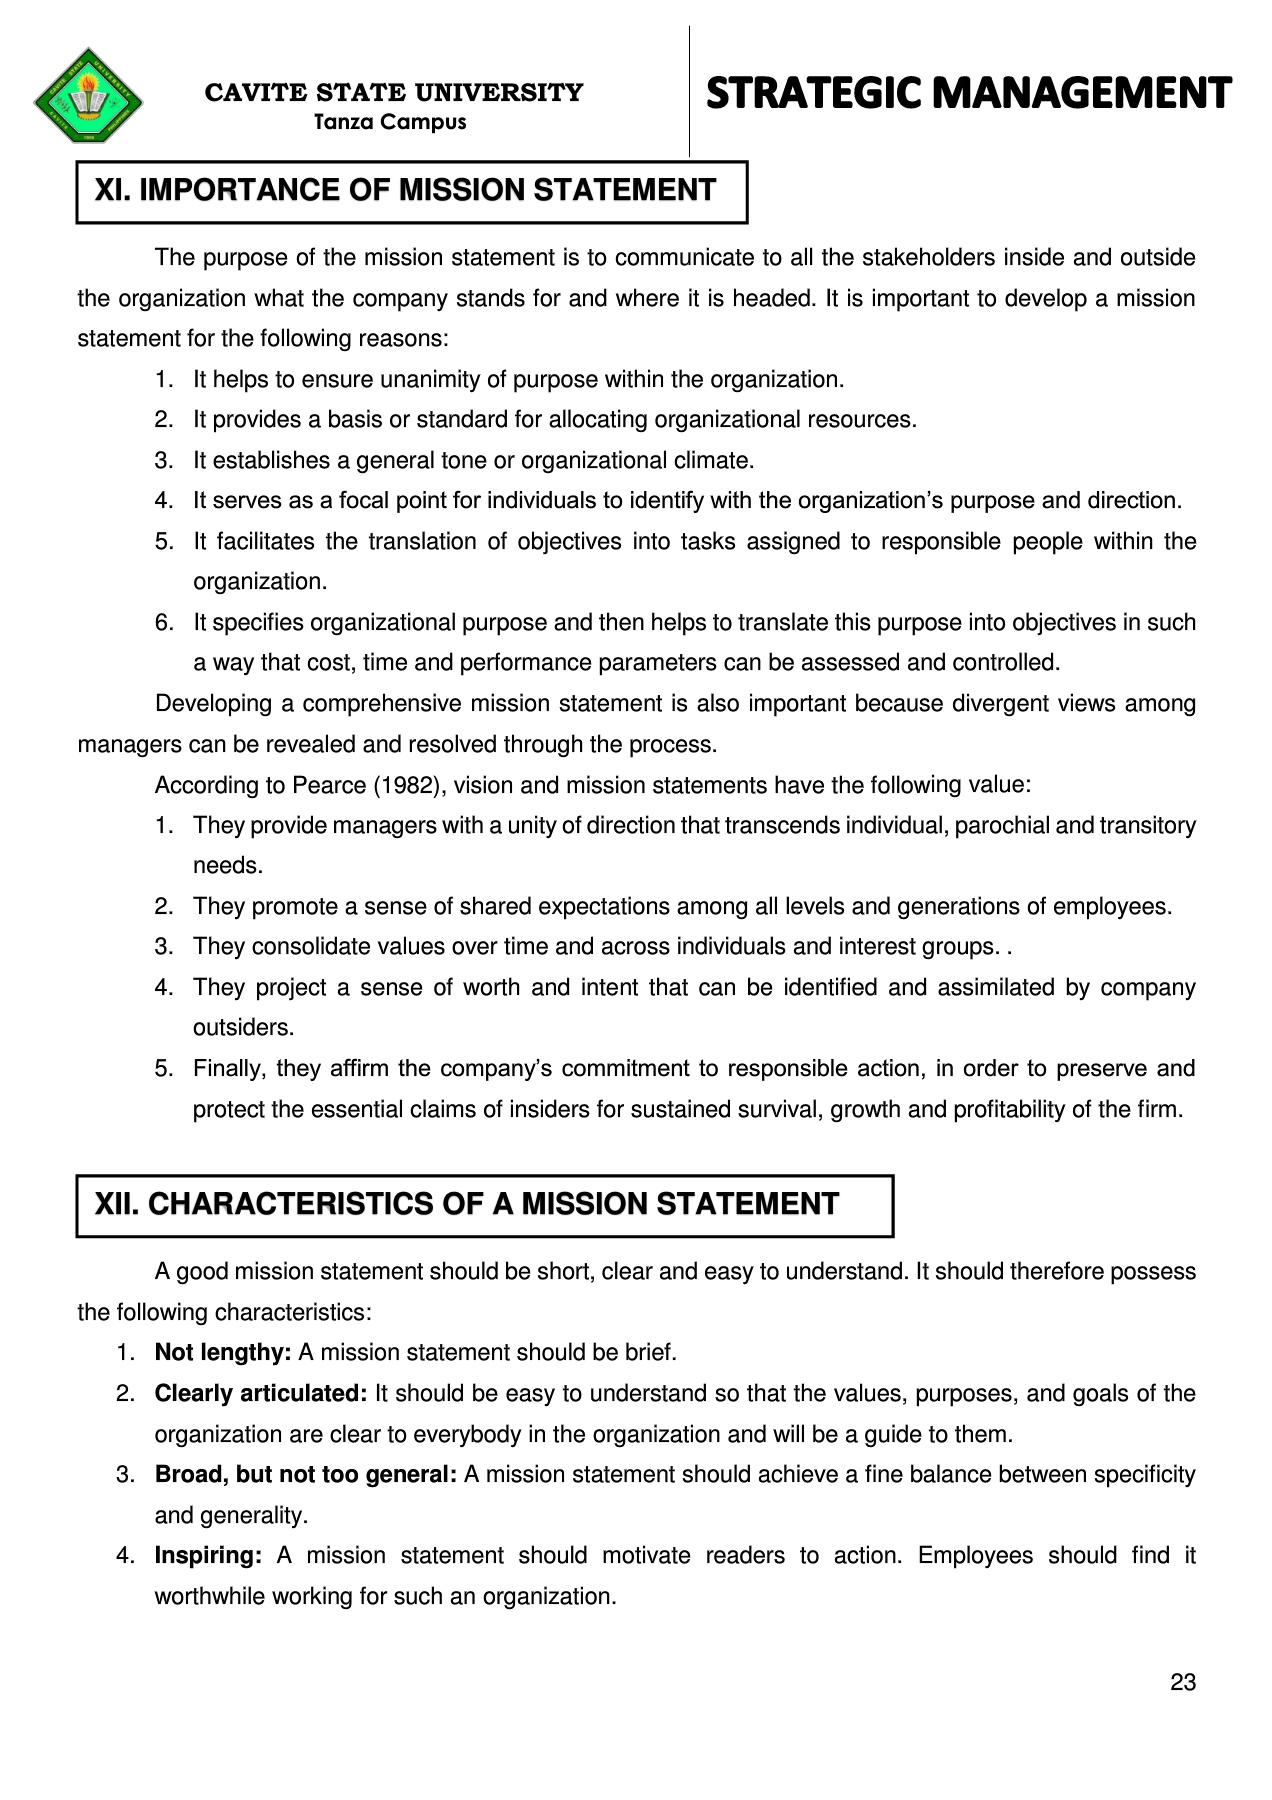 CAVITE STATE UNIVERSITY
Tanza Campus
STRATEGIC MANAGEMENT
XI. IMPORTANCE OF MISSION STATEMENT
The purpose of the mission statement is to communicate to all the stakeholders inside and outside
the organization what the company stands for and where it is headed. It is important to develop a mission
statement for the following reasons:
1. It helps to ensure unanimity of purpose within the organization.
2. It provides a basis or standard for allocating organizational resources.
3. It establishes a general tone or organizational climate.
4. It serves as a focal point for individuals to identify with the organization’s purpose and direction.
5. It facilitates the translation of objectives into tasks assigned to responsible people within the
organization.
6. It specifies organizational purpose and then helps to translate this purpose into objectives in such
a way that cost, time and performance parameters can be assessed and controlled.
Developing a comprehensive mission statement is also important because divergent views among
managers can be revealed and resolved through the process.
According to Pearce (1982), vision and mission statements have the following value:
1. They provide managers with a unity of direction that transcends individual, parochial and transitory
needs.
2. They promote a sense of shared expectations among all levels and generations of employees.
3. They consolidate values over time and across individuals and interest groups. .
4. They project a sense of worth and intent that can be identified and assimilated by company
outsiders.
5. Finally, they affirm the company’s commitment to responsible action, in order to preserve and
protect the essential claims of insiders for sustained survival, growth and profitability of the firm.
XII. CHARACTERISTICS OF A MISSION STATEMENT
A good mission statement should be short, clear and easy to understand. It should therefore possess
the following characteristics:
1. Not lengthy: A mission statement should be brief.
2. Clearly articulated: It should be easy to understand so that the values, purposes, and goals of the
organization are clear to everybody in the organization and will be a guide to them.
3. Broad, but not too general: A mission statement should achieve a fine balance between specificity
and generality.
4. Inspiring: A mission statement should motivate readers to action. Employees should find it
worthwhile working for such an organization.
23